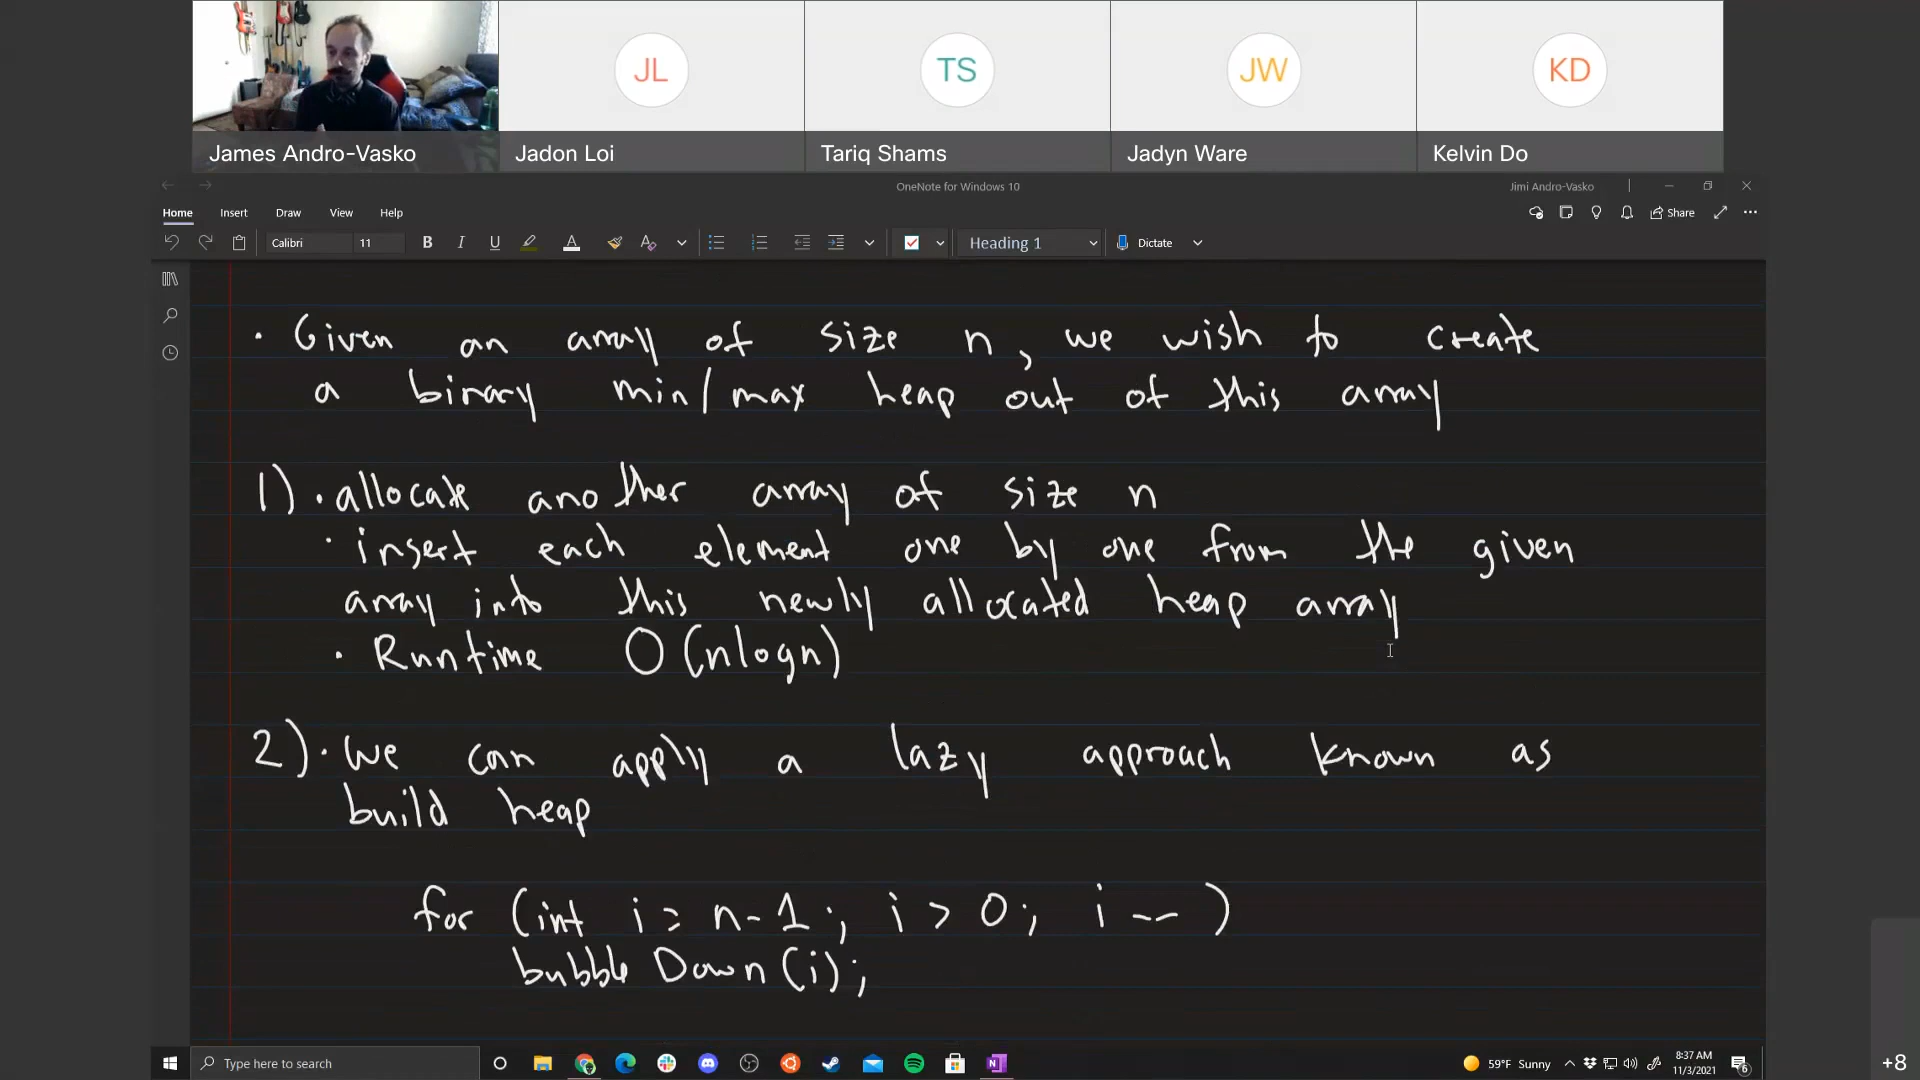 JL
TS
JW
KD
James Andro-Vasko
Jadon Loi
Tariq Shams
Jadyn Ware
Kelvin Do
OneNote for Windows 10
Jimi Andro-Vasko
Home Insert Draw View Help
Share
Calibri 11 B I U A Heading 1 Dictate
· Given an array of size n, we wish to create
a binary min/max heap out of this array
1) · allocate another array of size n
· insert each element one by one from the given
array into this newly allocated heap array
· Runtime O(nlogn)
2) · we can apply a lazy approach known as
build heap
for (int i = n-1; i > 0; i--)
bubbleDown(i);
Type here to search
59°F Sunny
8:37 AM
11/3/2021
6
+8